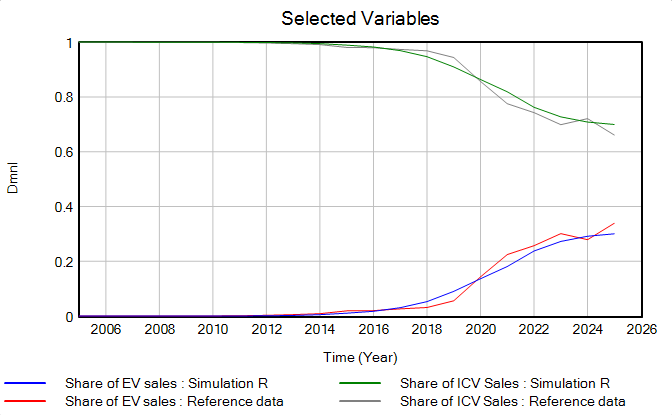 Selected Variables
1
0.8
0.6
0.4
0.2
0
Dmnl
2006 2008 2010 2012 2014 2016 2018 2020 2022 2024 2026
Time (Year)
Share of EV sales : Simulation R Share of ICV Sales : Simulation R
Share of EV sales : Reference data Share of ICV Sales : Reference data